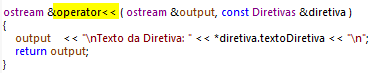 ostream &operator<< ( ostream &output, const Diretivas &diretiva )
{
output << "\nTexto da Diretiva: " << *diretiva.textoDiretiva << "\n";
return output;
}